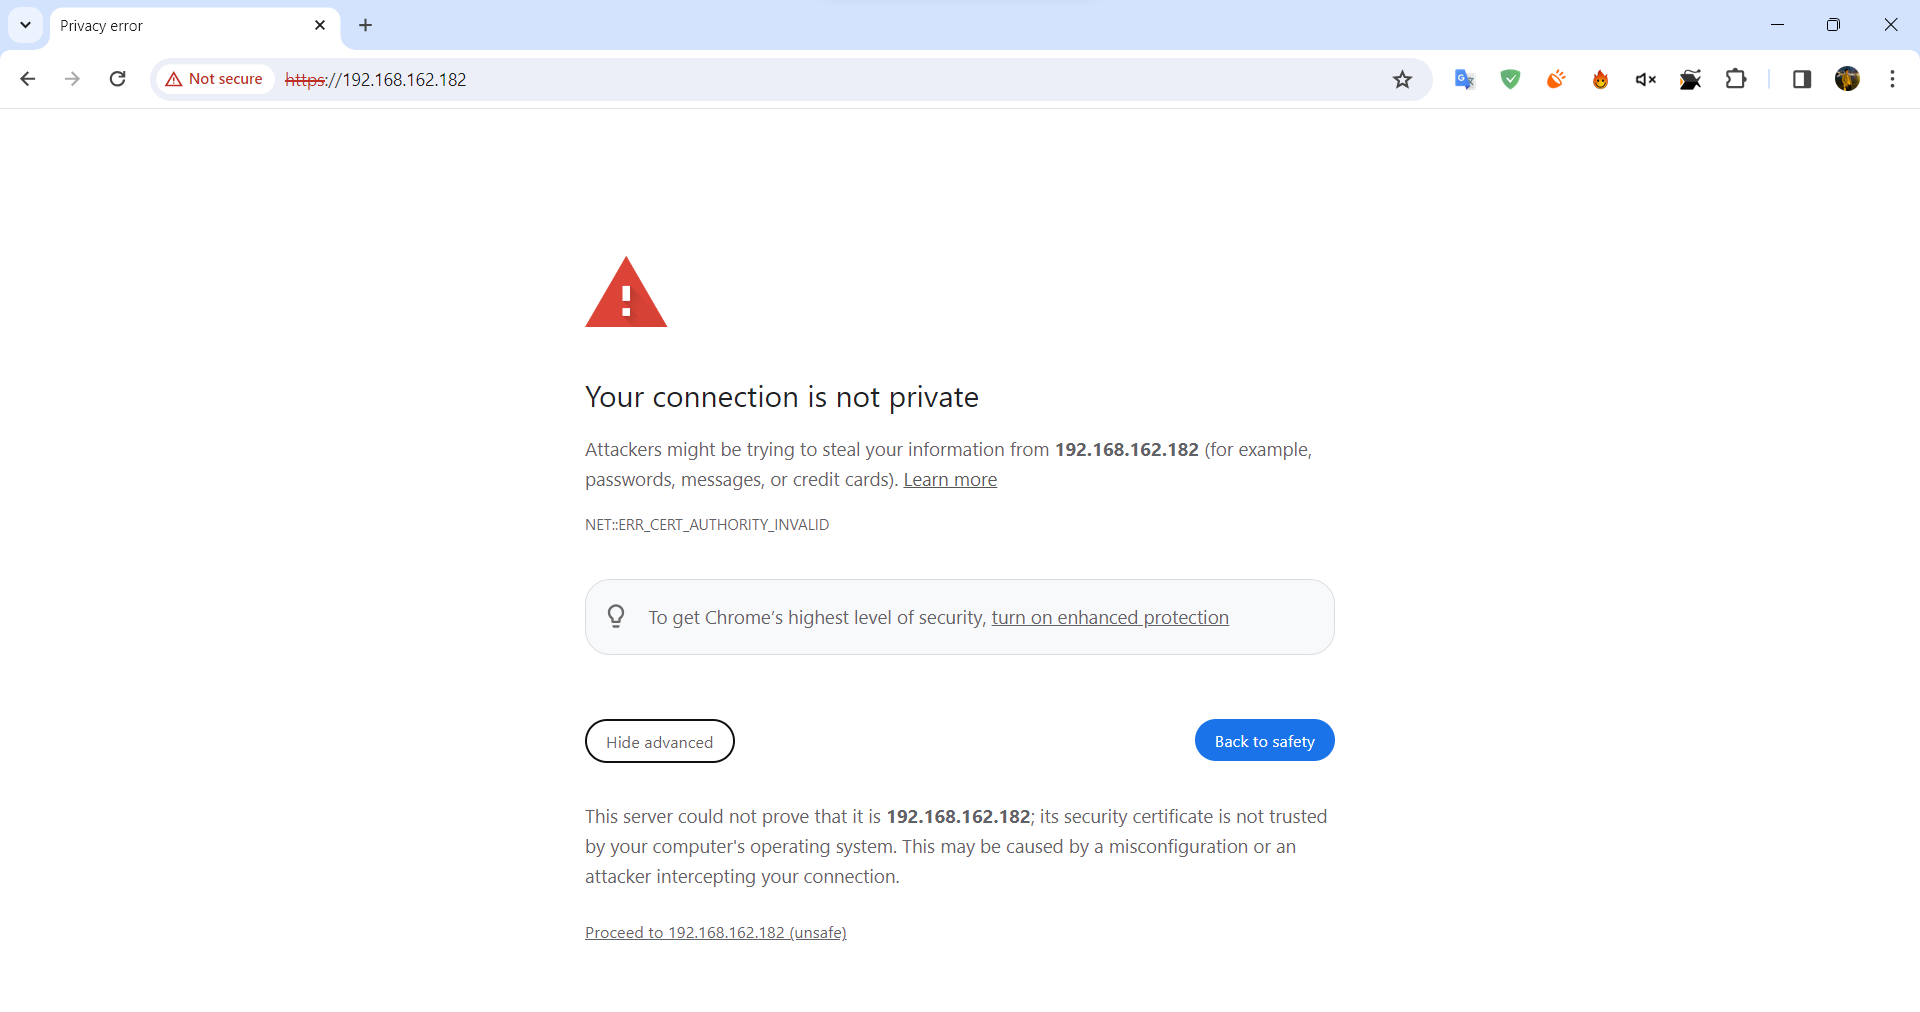 Privacy error
Not secure https://192.168.162.182
Your connection is not private
Attackers might be trying to steal your information from 192.168.162.182 (for example,
passwords, messages, or credit cards). Learn more
NET::ERR_CERT_AUTHORITY_INVALID
To get Chrome’s highest level of security, turn on enhanced protection
Hide advanced
Back to safety
This server could not prove that it is 192.168.162.182; its security certificate is not trusted
by your computer's operating system. This may be caused by a misconfiguration or an
attacker intercepting your connection.
Proceed to 192.168.162.182 (unsafe)